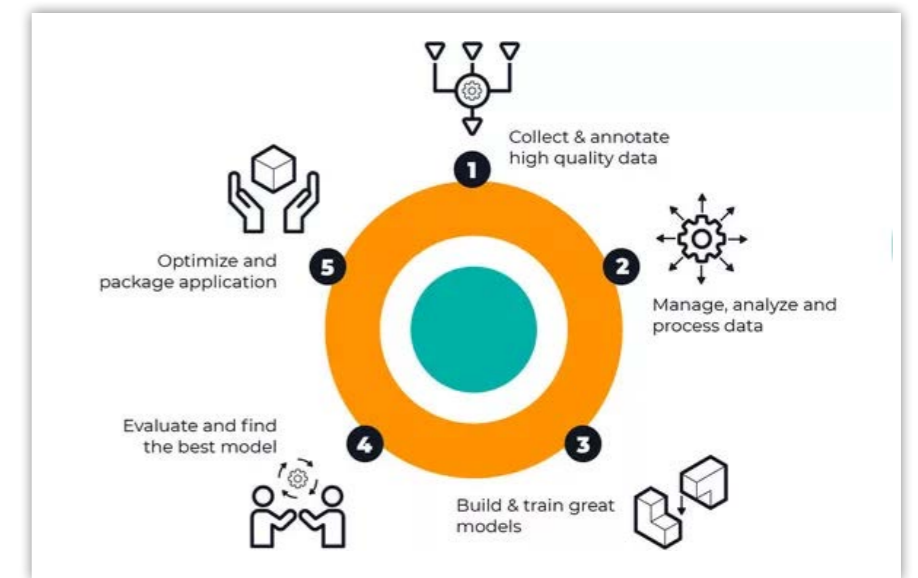 1
Collect & annotate
high quality data
2
Manage, analyze and
process data
3
Build & train great
models
4
Evaluate and find
the best model
5
Optimize and
package application